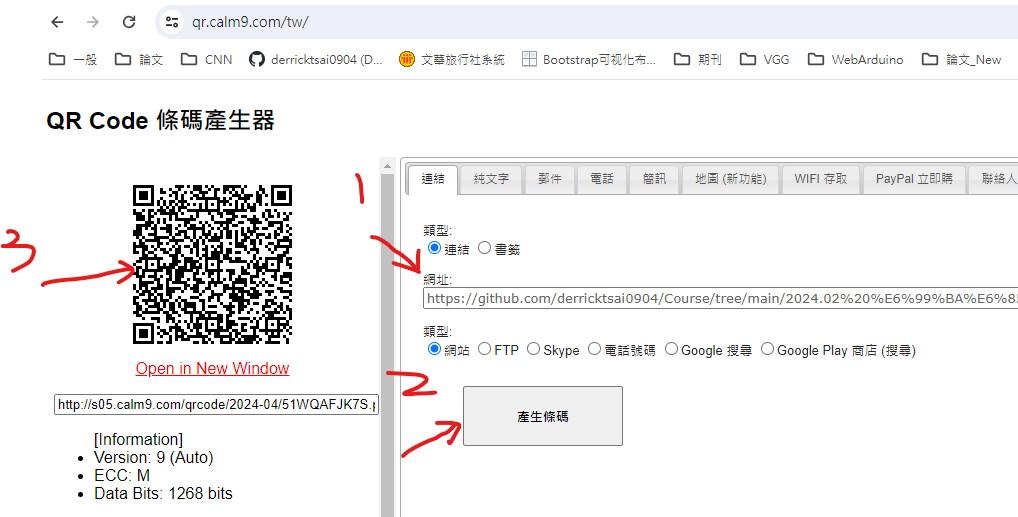 qr.calm9.com/tw/
一般 論文 CNN derricktsai0904 (D... 文華旅行社系統 Bootstrap可视化布... 期刊 VGG WebArduino 論文_New
QR Code 條碼產生器
1
連結 純文字 郵件 電話 簡訊 地圖 (新功能) WIFI 存取 PayPal 立即購 聯絡人
類型:
連結 書籤
3
網址:
https://github.com/derricktsai0904/Course/tree/main/2024.02%20%E6%99%BA%E6%85
類型:
網站 FTP Skype 電話號碼 Google 搜尋 Google Play 商店 (搜尋)
Open in New Window
2
產生條碼
http://s05.calm9.com/qrcode/2024-04/51WQAFJK7S.p
[Information]
Version: 9 (Auto)
ECC: M
Data Bits: 1268 bits